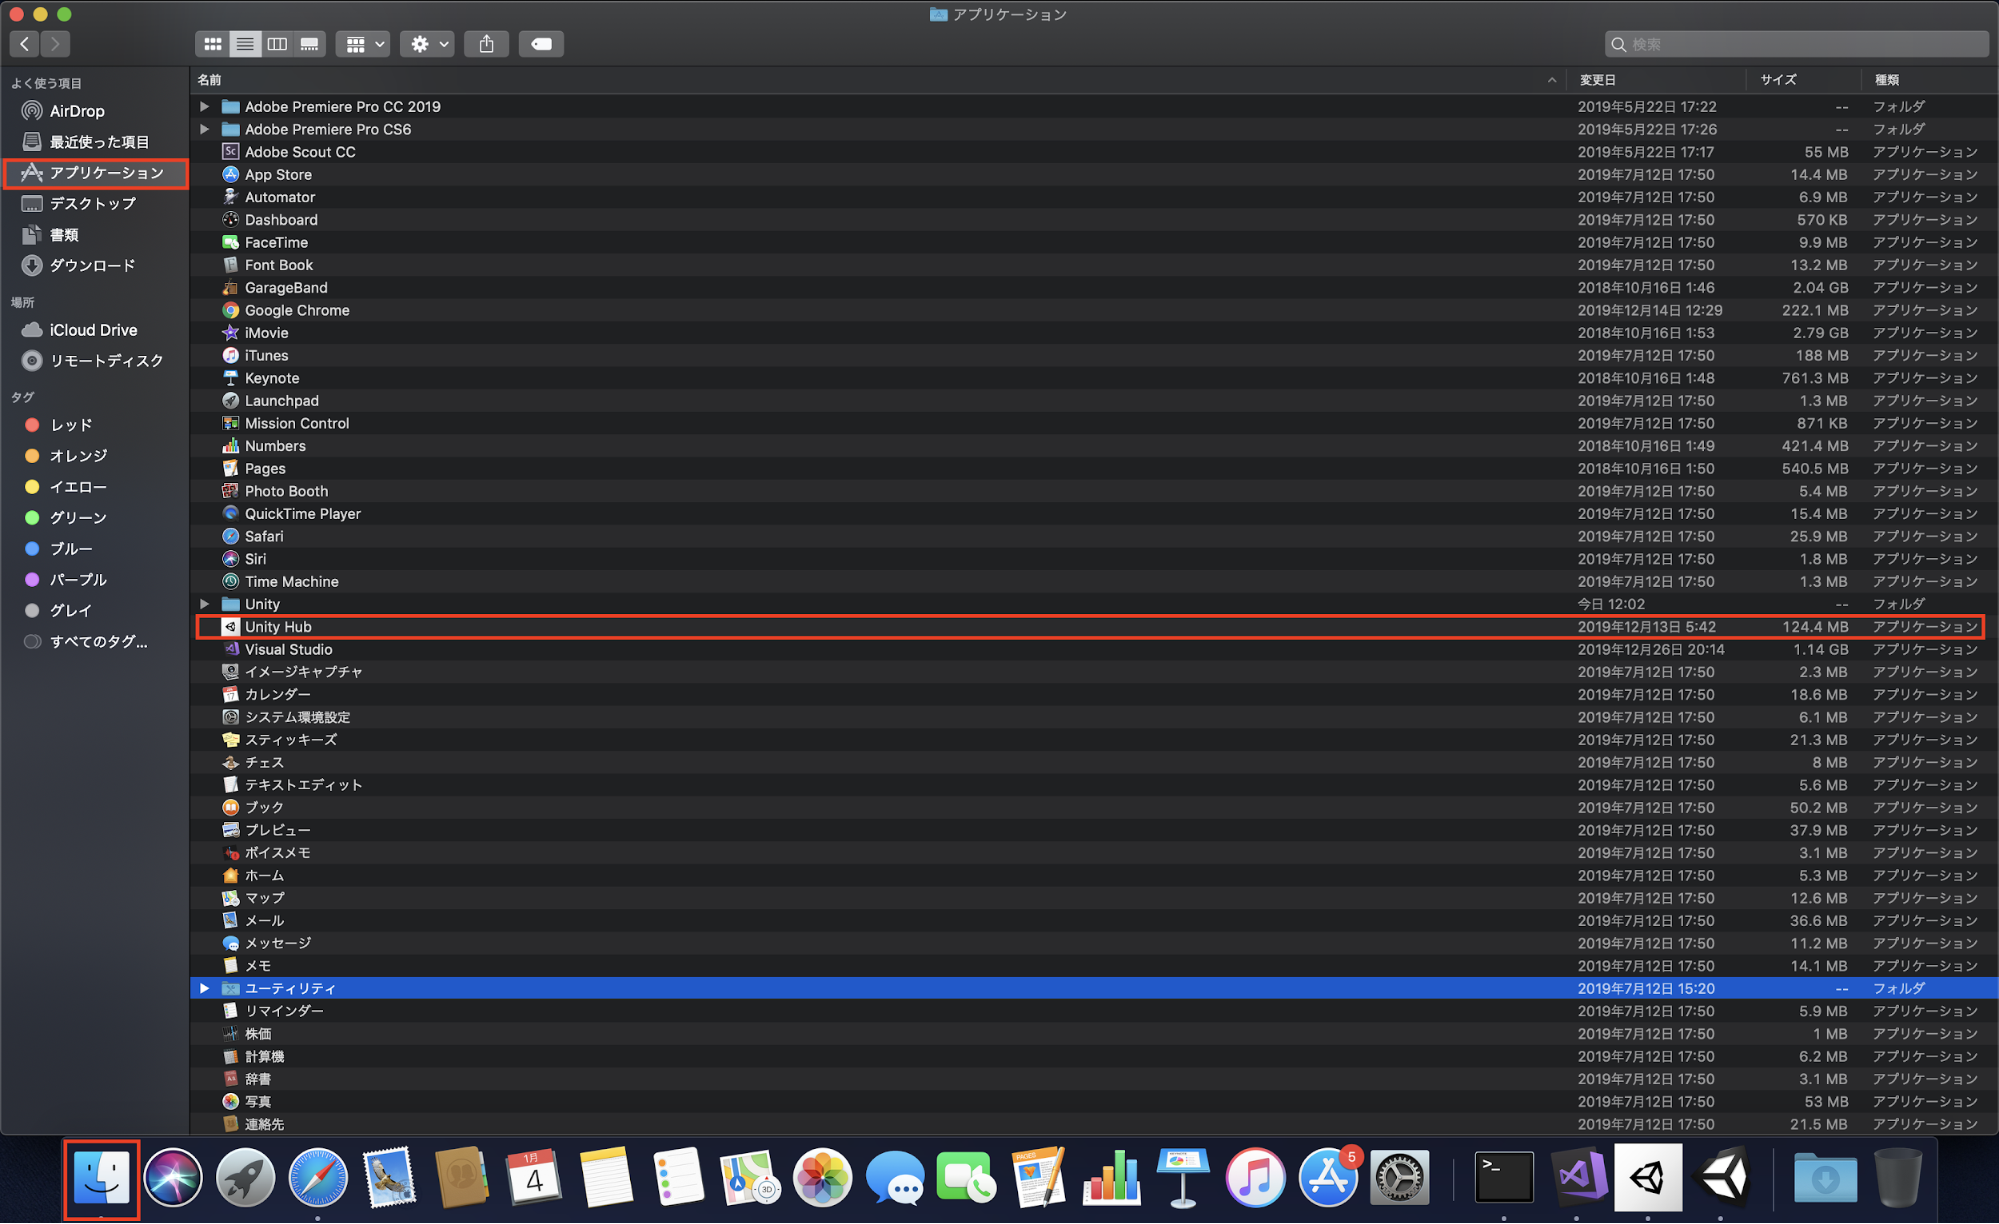 アプリケーション
検索
よく使う項目
AirDrop
最近使った項目
アプリケーション
デスクトップ
書類
ダウンロード
場所
iCloud Drive
リモートディスク
タグ
レッド
オレンジ
イエロー
グリーン
ブルー
パープル
グレイ
すべてのタグ...
名前 変更日 サイズ 種類
Adobe Premiere Pro CC 2019 2019年5月22日 17:22 -- フォルダ
Adobe Premiere Pro CS6 2019年5月22日 17:26 -- フォルダ
Sc Adobe Scout CC 2019年5月22日 17:17 55 MB アプリケーション
App Store 2019年7月12日 17:50 14.4 MB アプリケーション
Automator 2019年7月12日 17:50 6.9 MB アプリケーション
Dashboard 2019年7月12日 17:50 570 KB アプリケーション
FaceTime 2019年7月12日 17:50 9.9 MB アプリケーション
Font Book 2019年7月12日 17:50 13.2 MB アプリケーション
GarageBand 2018年10月16日 1:46 2.04 GB アプリケーション
Google Chrome 2019年12月14日 12:29 222.1 MB アプリケーション
iMovie 2018年10月16日 1:53 2.79 GB アプリケーション
iTunes 2019年7月12日 17:50 188 MB アプリケーション
Keynote 2018年10月16日 1:48 761.3 MB アプリケーション
Launchpad 2019年7月12日 17:50 1.3 MB アプリケーション
Mission Control 2019年7月12日 17:50 871 KB アプリケーション
Numbers 2018年10月16日 1:49 421.4 MB アプリケーション
Pages 2018年10月16日 1:50 540.5 MB アプリケーション
Photo Booth 2019年7月12日 17:50 5.4 MB アプリケーション
QuickTime Player 2019年7月12日 17:50 15.4 MB アプリケーション
Safari 2019年7月12日 17:50 25.9 MB アプリケーション
Siri 2019年7月12日 17:50 1.8 MB アプリケーション
Time Machine 2019年7月12日 17:50 1.3 MB アプリケーション
Unity 今日 12:02 -- フォルダ
Unity Hub 2019年12月13日 5:42 124.4 MB アプリケーション
Visual Studio 2019年12月26日 20:14 1.14 GB アプリケーション
イメージキャプチャ 2019年7月12日 17:50 2.3 MB アプリケーション
カレンダー 2019年7月12日 17:50 18.6 MB アプリケーション
システム環境設定 2019年7月12日 17:50 6.1 MB アプリケーション
スティッキーズ 2019年7月12日 17:50 21.3 MB アプリケーション
チェス 2019年7月12日 17:50 8 MB アプリケーション
テキストエディット 2019年7月12日 17:50 5.6 MB アプリケーション
ブック 2019年7月12日 17:50 50.2 MB アプリケーション
プレビュー 2019年7月12日 17:50 37.9 MB アプリケーション
ボイスメモ 2019年7月12日 17:50 3.1 MB アプリケーション
ホーム 2019年7月12日 17:50 5.3 MB アプリケーション
マップ 2019年7月12日 17:50 12.6 MB アプリケーション
メール 2019年7月12日 17:50 36.6 MB アプリケーション
メッセージ 2019年7月12日 17:50 11.2 MB アプリケーション
メモ 2019年7月12日 17:50 14.1 MB アプリケーション
ユーティリティ 2019年7月12日 15:20 -- フォルダ
リマインダー 2019年7月12日 17:50 5.9 MB アプリケーション
株価 2019年7月12日 17:50 1 MB アプリケーション
計算機 2019年7月12日 17:50 6.2 MB アプリケーション
辞書 2019年7月12日 17:50 3.1 MB アプリケーション
写真 2019年7月12日 17:50 53 MB アプリケーション
連絡先 2019年7月12日 17:50 21.5 MB アプリケーション
1月
4
3D
PAGES
5
>_